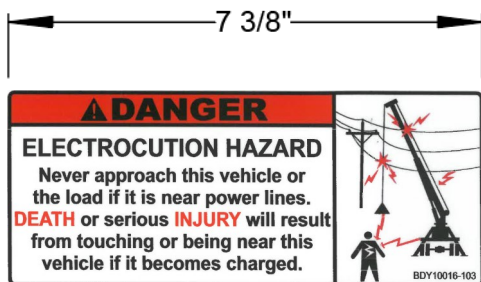 7 3/8"
DANGER
ELECTROCUTION HAZARD
Never approach this vehicle or
the load if it is near power lines.
DEATH or serious INJURY will result
from touching or being near this
vehicle if it becomes charged.
BDY10016-103